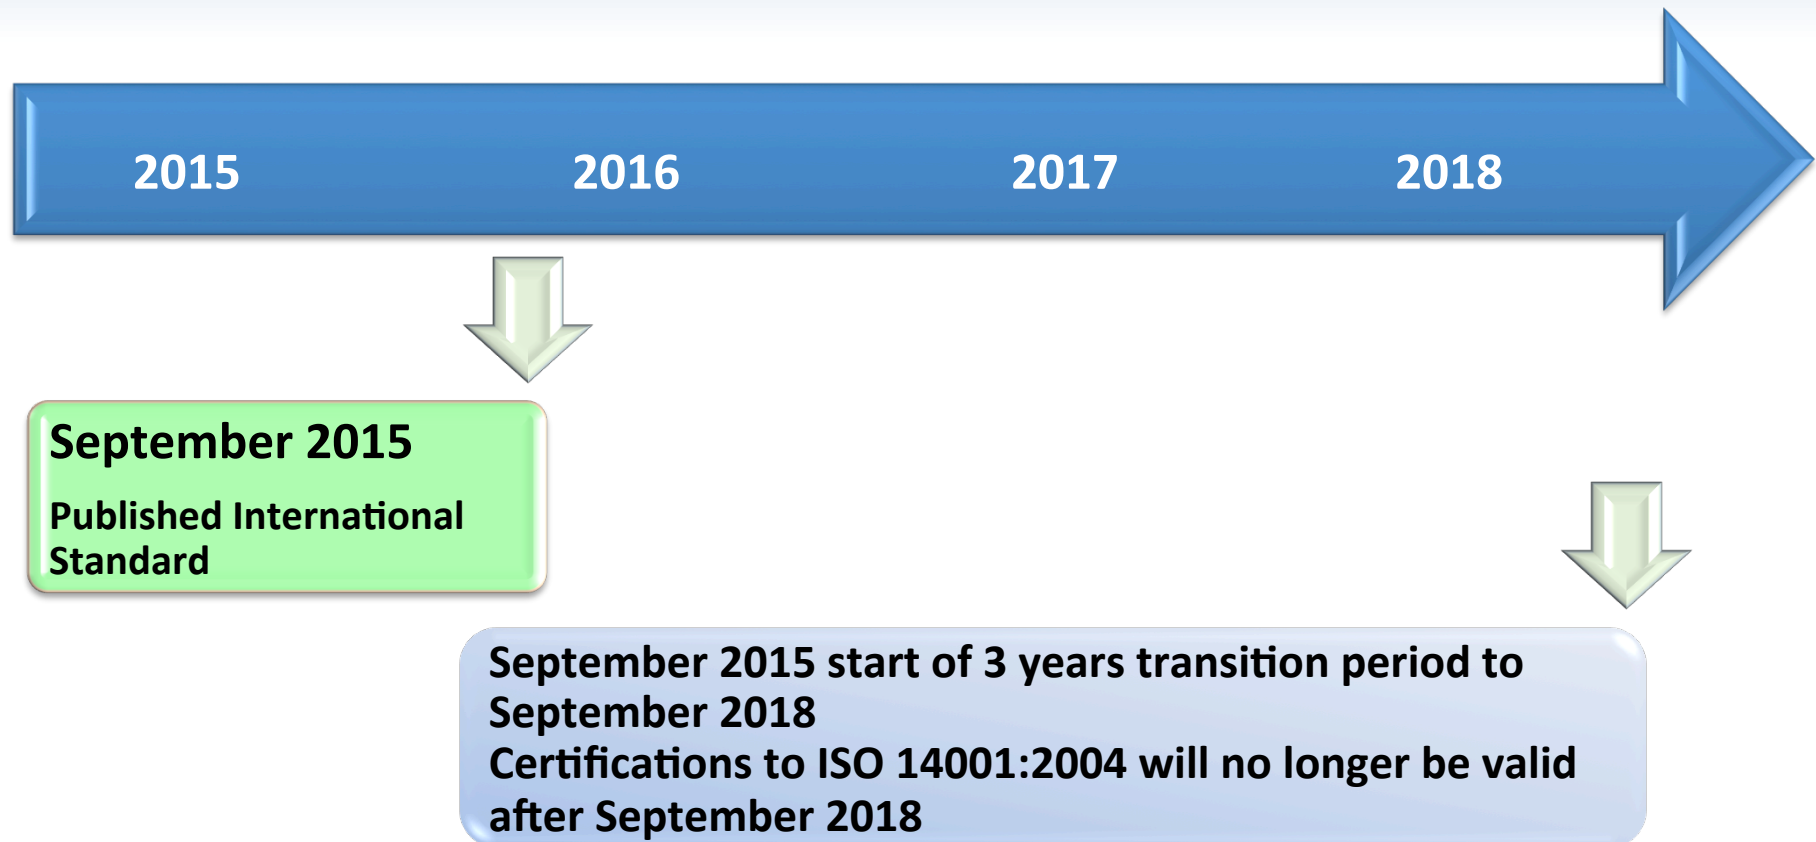 2015 2016 2017 2018
September 2015
Published International
Standard
September 2015 start of 3 years transition period to
September 2018
Certifications to ISO 14001:2004 will no longer be valid
after September 2018